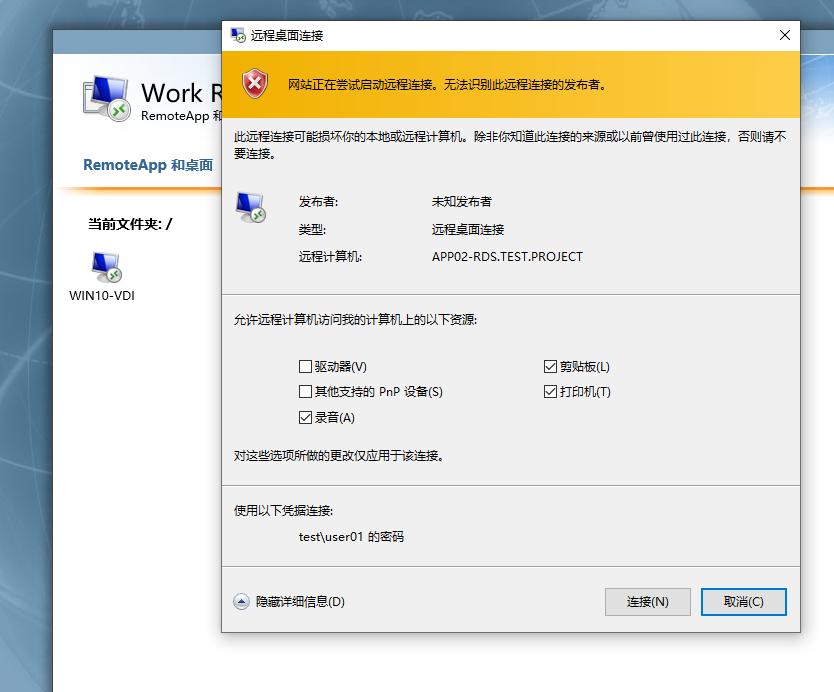 远程桌面连接
网站正在尝试启动远程连接。无法识别此远程连接的发布者。
Work R
RemoteApp 和
RemoteApp 和桌面
当前文件夹: /
WIN10-VDI
此远程连接可能损坏你的本地或远程计算机。除非你知道此连接的来源或以前曾使用过此连接，否则请不
要连接。
发布者: 未知发布者
类型: 远程桌面连接
远程计算机: APP02-RDS.TEST.PROJECT
允许远程计算机访问我的计算机上的以下资源:
驱动器(V) 剪贴板(L)
其他支持的 PnP 设备(S) 打印机(T)
录音(A)
对这些选项所做的更改仅应用于该连接。
使用以下凭据连接:
test\user01 的密码
隐藏详细信息(D) 连接(N) 取消(C)